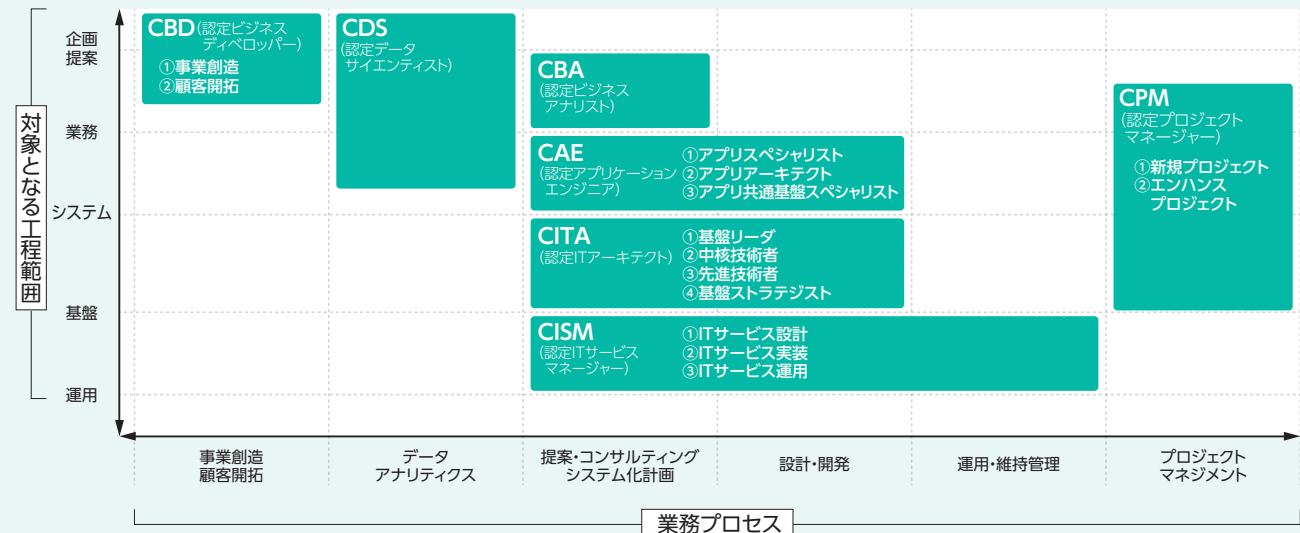 対象となる工程範囲
企画
提案
業務
システム
基盤
運用
CBD(認定ビジネス
ディベロッパー)
①事業創造
②顧客開拓
CDS
(認定データ
サイエンティスト)
CBA
(認定ビジネス
アナリスト)
CAE
(認定アプリケーション
エンジニア)
①アプリスペシャリスト
②アプリアーキテクト
③アプリ共通基盤スペシャリスト
CITA
(認定ITアーキテクト)
①基盤リーダ
②中核技術者
③先進技術者
④基盤ストラテジスト
CISM
(認定ITサービス
マネージャー)
①ITサービス設計
②ITサービス実装
③ITサービス運用
CPM
(認定プロジェクト
マネージャー)
①新規プロジェクト
②エンハンス
プロジェクト
事業創造
顧客開拓
データ
アナリティクス
提案・コンサルティング
システム化計画
設計・開発
運用・維持管理
プロジェクト
マネジメント
業務プロセス